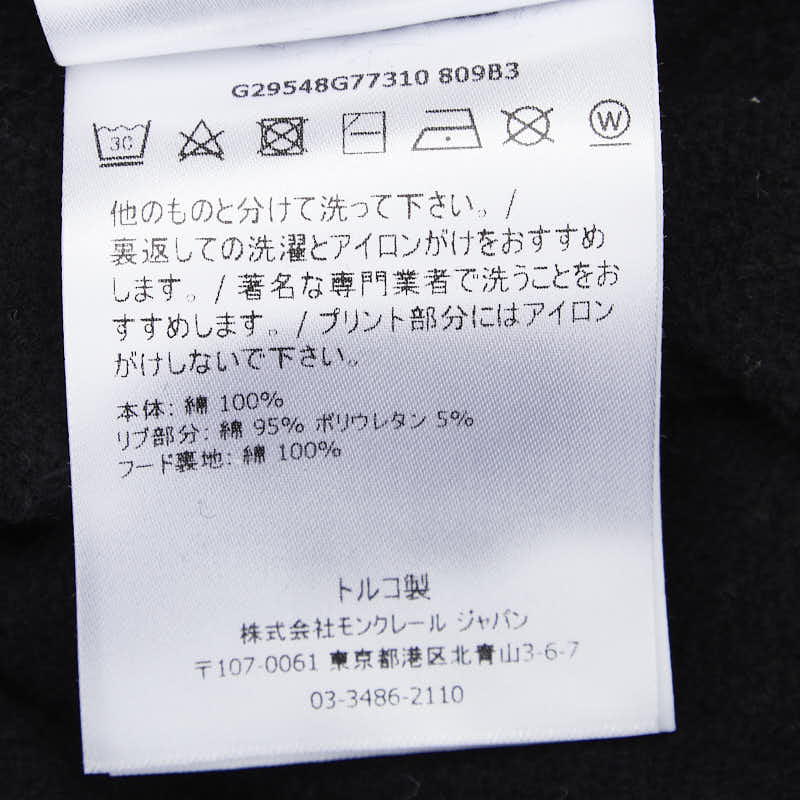 G29548G77310 809B3
30
W
他のものと分けて洗って下さい。/
裏返しての洗濯とアイロンがけをおすすめ
します。/ 著名な専門業者で洗うことをお
すすめします。/ プリント部分にはアイロン
がけしないで下さい。
本体: 綿 100%
リブ部分: 綿 95% ポリウレタン 5%
フード裏地: 綿 100%
トルコ製
株式会社モンクレール ジャパン
〒107-0061 東京都港区北青山3-6-7
03-3486-2110